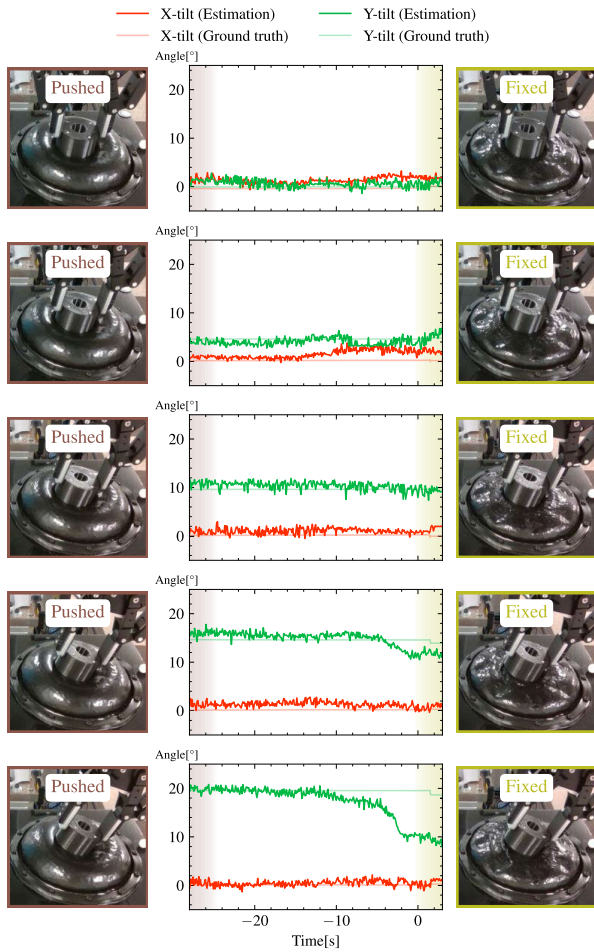 X-tilt (Estimation) Y-tilt (Estimation)
X-tilt (Ground truth) Y-tilt (Ground truth)
Angle[°]
Pushed
20
10
0
Fixed
Angle[°]
Pushed
20
10
0
Fixed
Angle[°]
Pushed
20
10
0
Fixed
Angle[°]
Pushed
20
10
0
Fixed
Angle[°]
Pushed
20
10
0
Fixed
−20 −10 0
Time[s]